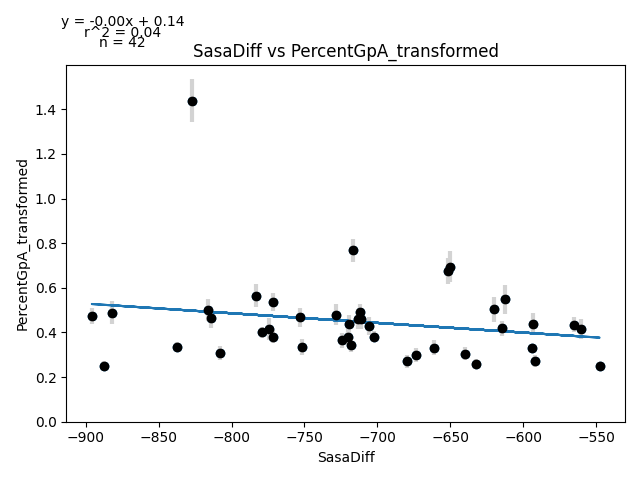 y = -0.00x + 0.14
r^2 = 0.04
n = 42
SasaDiff vs PercentGpA_transformed
PercentGpA_transformed
1.4
1.2
1.0
0.8
0.6
0.4
0.2
0.0
−900 −850 −800 −750 −700 −650 −600 −550
SasaDiff